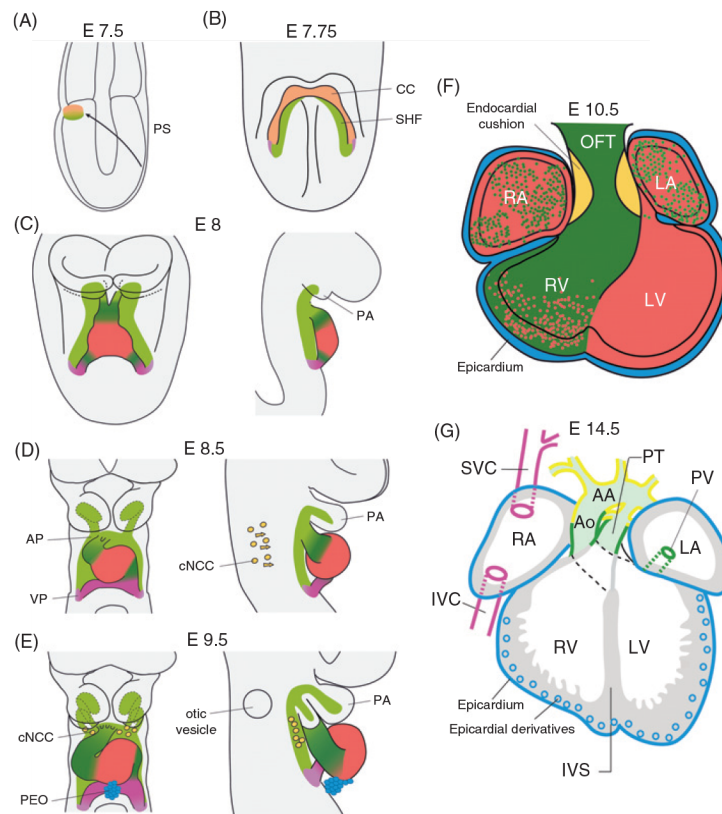 (A)
E 7.5
PS
(B)
E 7.75
CC
SHF
(C)
E 8
PA
(D)
E 8.5
AP
VP
cNCC
PA
(E)
E 9.5
cNCC
PEO
otic
vesicle
PA
(F)
E 10.5
Endocardial
cushion
OFT
RA
LA
RV
LV
Epicardium
(G)
E 14.5
SVC
PT
PV
AA
Ao
RA
LA
IVC
RV
LV
Epicardium
Epicardial derivatives
IVS